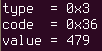 type  = 0x3
code  = 0x36
value = 479